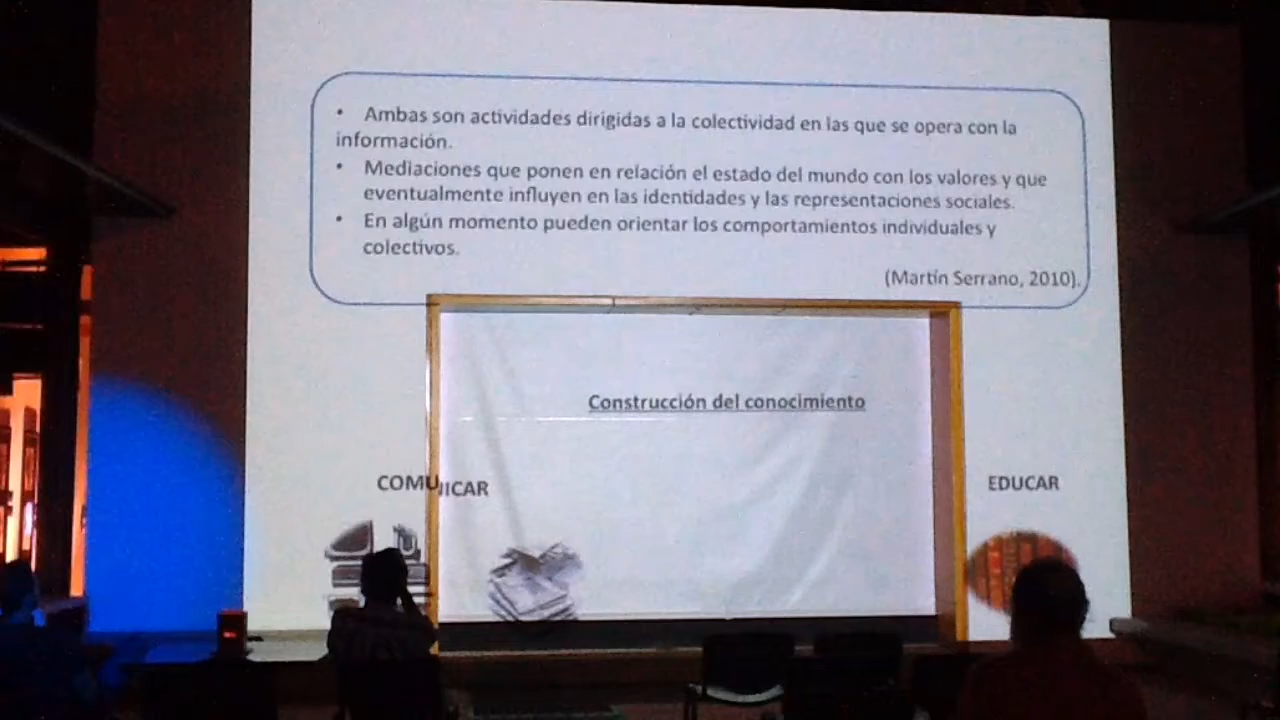 • Ambas son actividades dirigidas a la colectividad en las que se opera con la
información.
• Mediaciones que ponen en relación el estado del mundo con los valores y que
eventualmente influyen en las identidades y las representaciones sociales.
• En algún momento pueden orientar los comportamientos individuales y
colectivos.
(Martín Serrano, 2010).
Construcción del conocimiento
COMUNICAR
EDUCAR